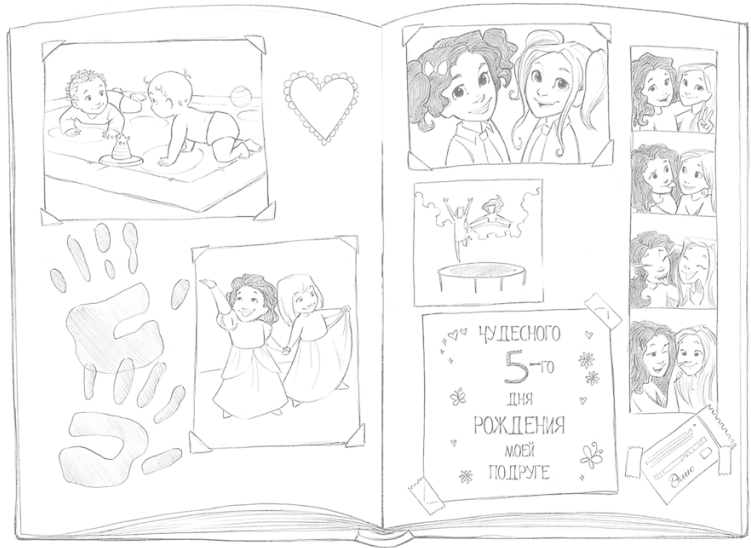 ЧУДЕСНОГО
5-го
ДНЯ
РОЖДЕНИЯ
МОЕЙ
ПОДРУГЕ